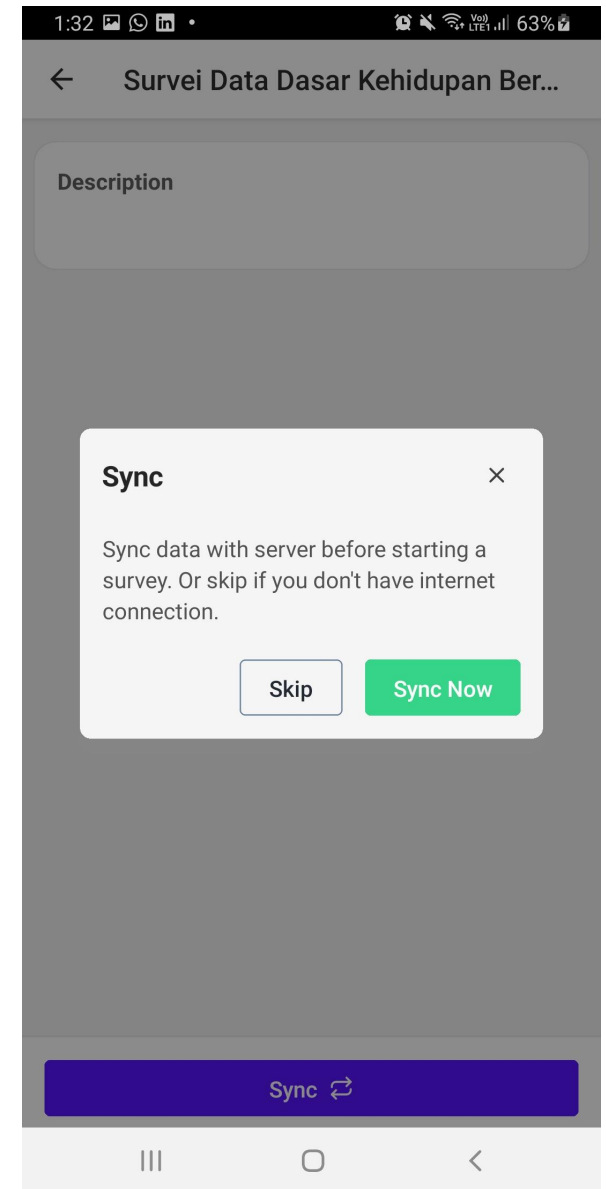 1:32 in 63%
Survei Data Dasar Kehidupan Ber...
Description
Sync
Sync data with server before starting a
survey. Or skip if you don't have internet
connection.
Skip Sync Now
Sync